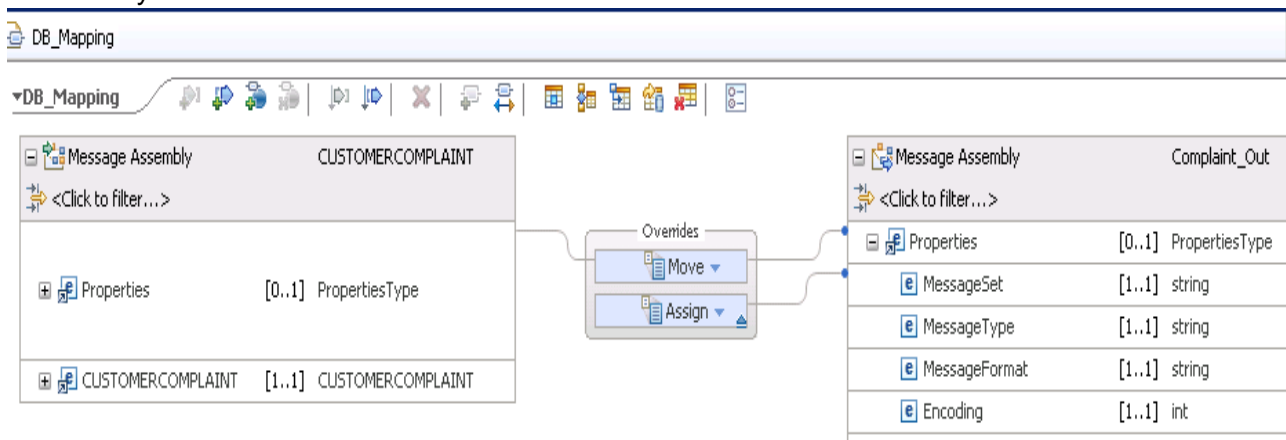 DB_Mapping
DB_Mapping
Message Assembly CUSTOMERCOMPLAINT
<Click to filter...>
Properties [0..1] PropertiesType
CUSTOMERCOMPLAINT [1..1] CUSTOMERCOMPLAINT
Overrides
Move
Assign
Message Assembly Complaint_Out
<Click to filter...>
Properties [0..1] PropertiesType
MessageSet [1..1] string
MessageType [1..1] string
MessageFormat [1..1] string
Encoding [1..1] int